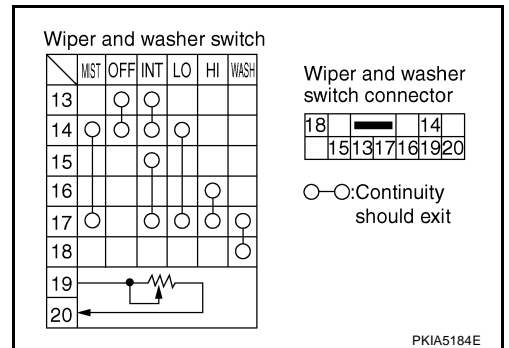 Wiper and washer switch
MIST OFF INT LO HI WASH
13
14
15
16
17
18
19
20
Wiper and washer
switch connector
18 14
15 13 17 16 19 20
:Continuity
should exit
PKIA5184E